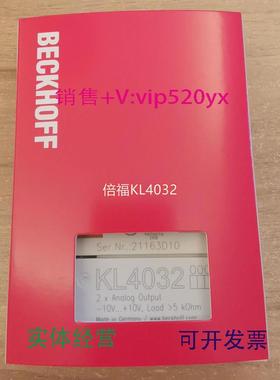 BECKHOFF
销售+V:vip520yx
倍福KL4032
Ser.Nr.:21163D10
KL4032
2 x Analog Output
-10V...+10V, Load >5 kOhm
Made in Germany / www.beckhoff.com
实体经营
可开发票